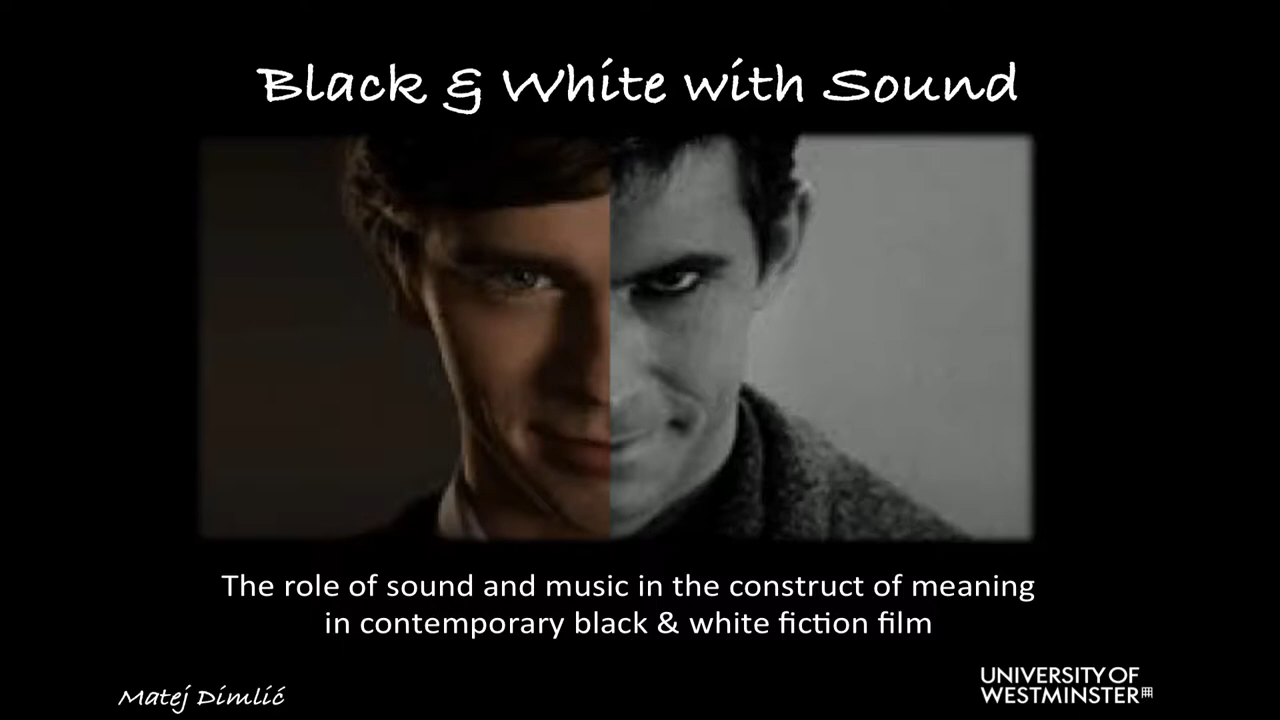 Black & White with Sound
The role of sound and music in the construct of meaning
in contemporary black & white fiction film
Matej Dimlić
UNIVERSITY OF
WESTMINSTER